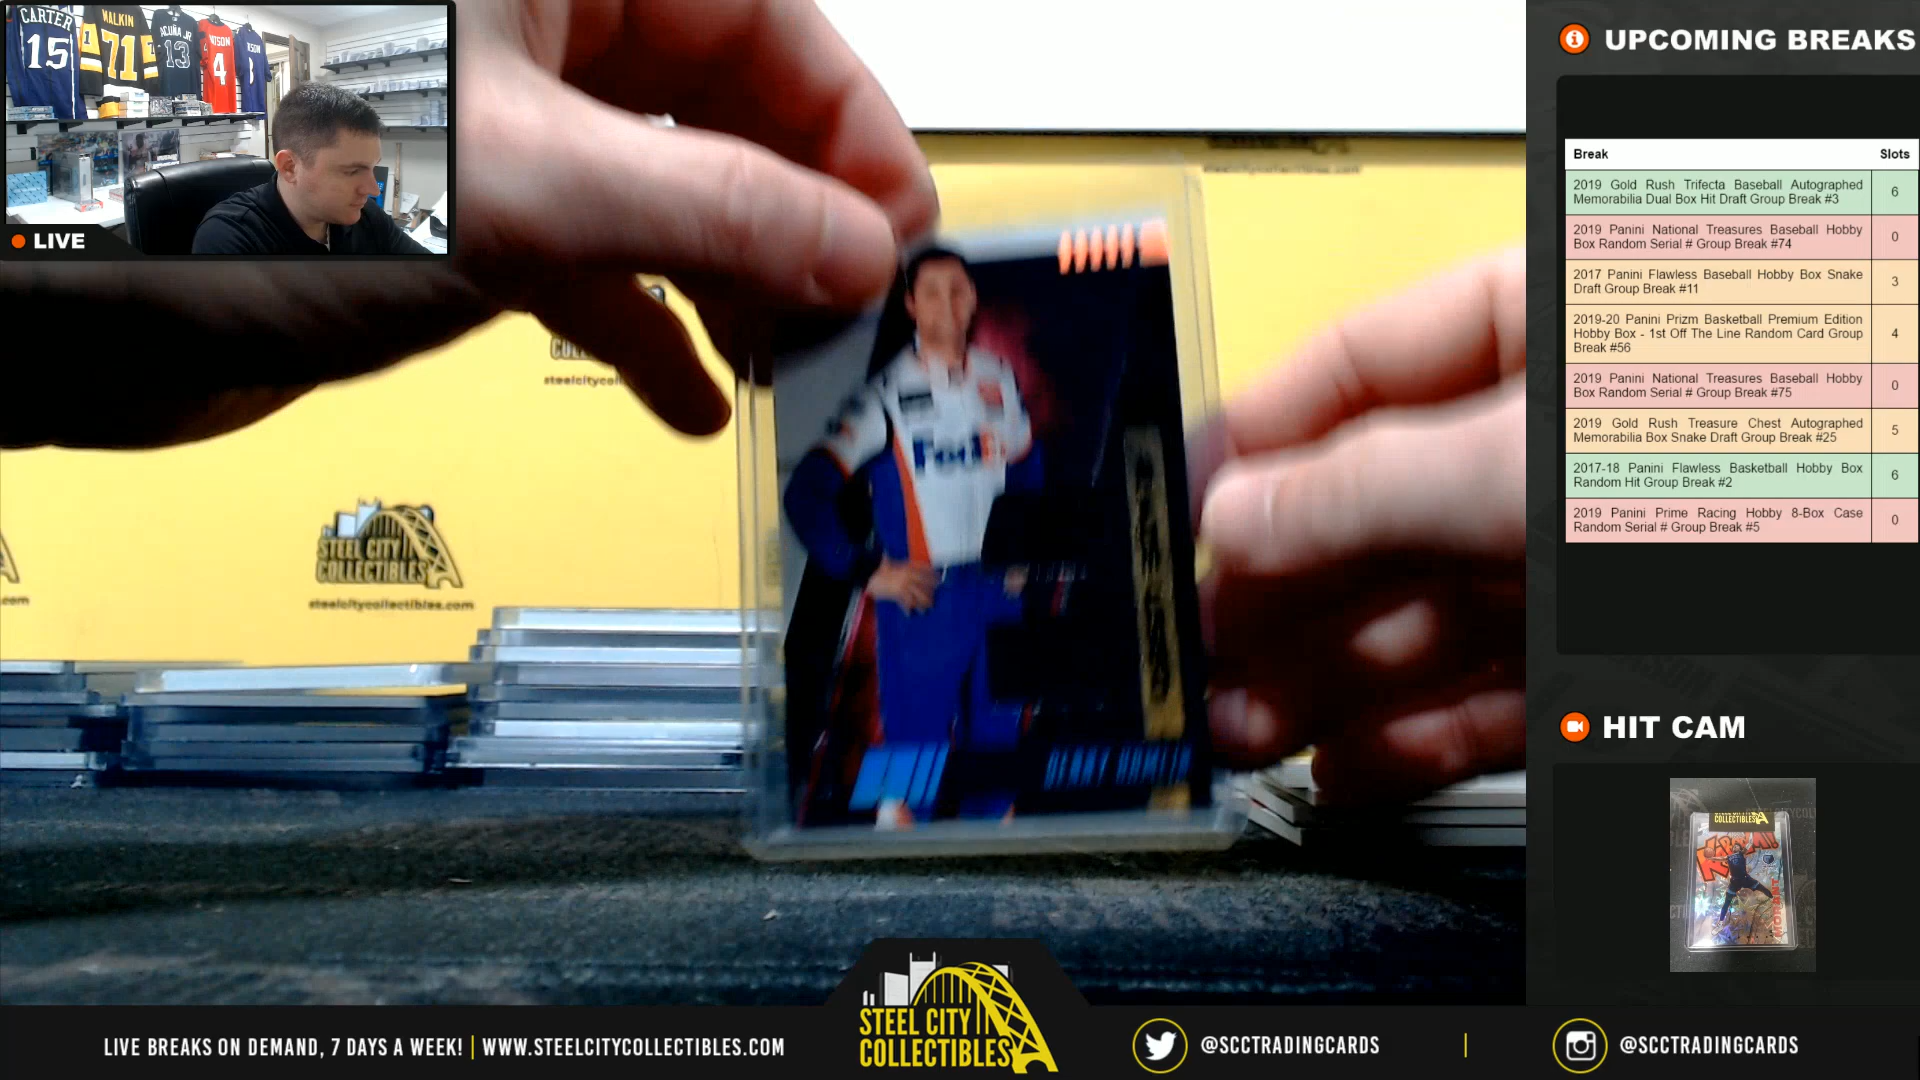 CARTER
15
MALKIN
71
ACUÑA JR
13
4
LIVE
FedEx
DENNY HAMLIN
STEEL CITY
COLLECTIBLES
steelcitycollectibles.com
UPCOMING BREAKS
Break Slots
2019 Gold Rush Trifecta Baseball Autographed
Memorabilia Dual Box Hit Draft Group Break #3 6
2019 Panini National Treasures Baseball Hobby
Box Random Serial # Group Break #74 0
2017 Panini Flawless Baseball Hobby Box Snake
Draft Group Break #11 3
2019-20 Panini Prizm Basketball Premium Edition
Hobby Box - 1st Off The Line Random Card Group
Break #56 4
2019 Panini National Treasures Baseball Hobby
Box Random Serial # Group Break #75 0
2019 Gold Rush Treasure Chest Autographed
Memorabilia Box Snake Draft Group Break #25 5
2017-18 Panini Flawless Basketball Hobby Box
Random Hit Group Break #2 6
2019 Panini Prime Racing Hobby 8-Box Case
Random Serial # Group Break #5 0
HIT CAM
COLLECTIBLES
LIVE BREAKS ON DEMAND, 7 DAYS A WEEK! | WWW.STEELCITYCOLLECTIBLES.COM
STEEL CITY
COLLECTIBLES
@SCCTRADINGCARDS | @SCCTRADINGCARDS